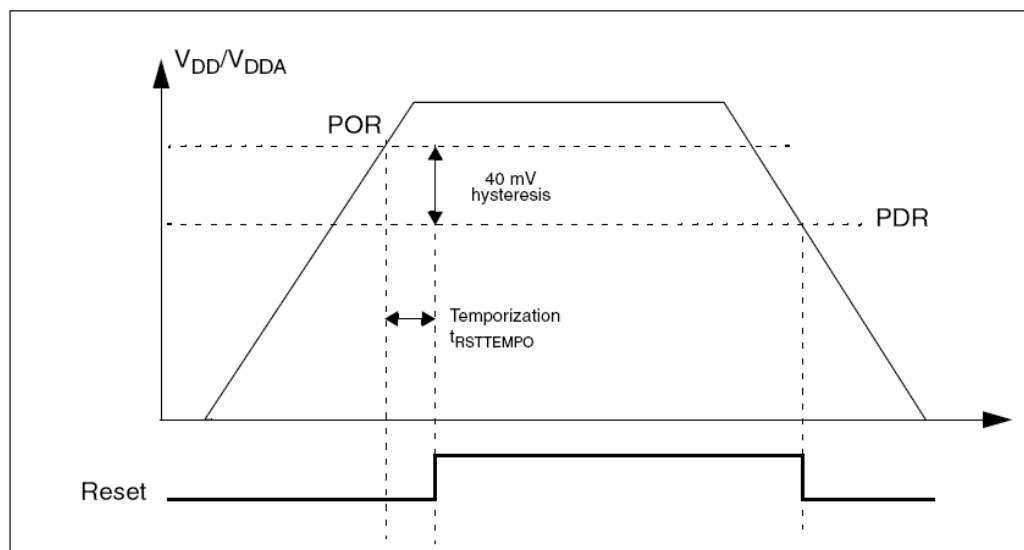 VDD/VDDA
POR
40 mV
hysteresis
PDR
Temporization
tRSTTEMPO
Reset